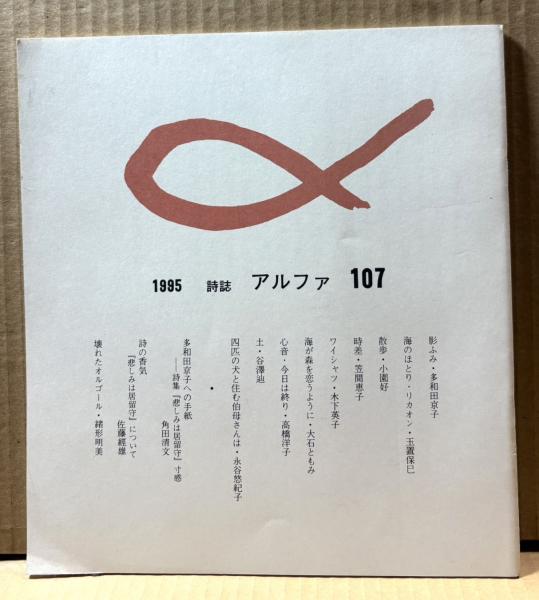 1995 詩誌 アルファ 107
影ふみ・多和田京子
海のほとり・リカオン・玉置保巳
散歩・小園好
時差・笠間恵子
ワイシャツ・木下英子
海が森を恋うように・大石ともみ
心音・今日は終り・高橋洋子
土・谷澤迪
四匹の犬と住む伯母さんは・永谷悠紀子
・
多和田京子への手紙
──詩集『悲しみは居留守』寸感
角田清文
詩の香気
『悲しみは居留守』について
佐藤經雄
壊れたオルゴール・緒形明美